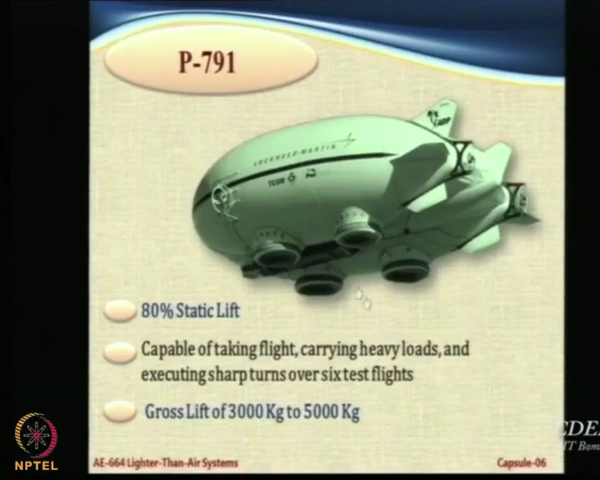 P-791
LOCKHEED MARTIN
80% Static Lift
Capable of taking flight, carrying heavy loads, and
executing sharp turns over six test flights
Gross Lift of 3000 Kg to 5000 Kg
NPTEL
AE-664 Lighter-Than-Air Systems
Capsule-06